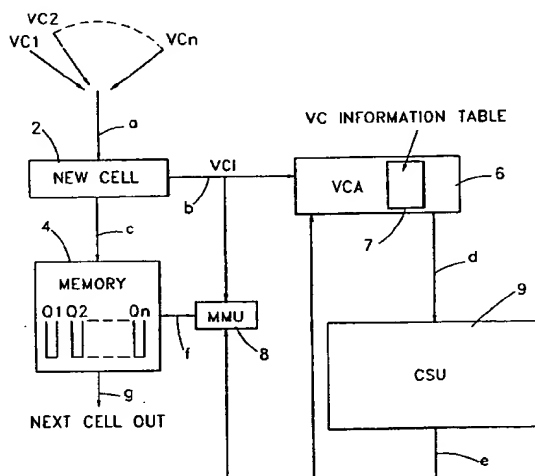 VC2
VC1
VCn
a
2
NEW CELL
VCI
b
VC INFORMATION TABLE
VCA
6
7
c
d
4
MEMORY
Q1 Q2 Qn
f
MMU
8
9
CSU
g
NEXT CELL OUT
e